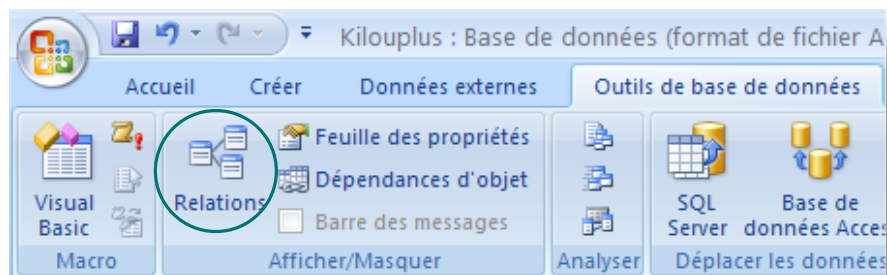 Kilouplus : Base de données (format de fichier A
Accueil Créer Données externes Outils de base de données
Visual Basic
Relations
Feuille des propriétés
Dépendances d'objet
Barre des messages
SQL Server
Base de données Acces
Macro Afficher/Masquer Analyser Déplacer les données